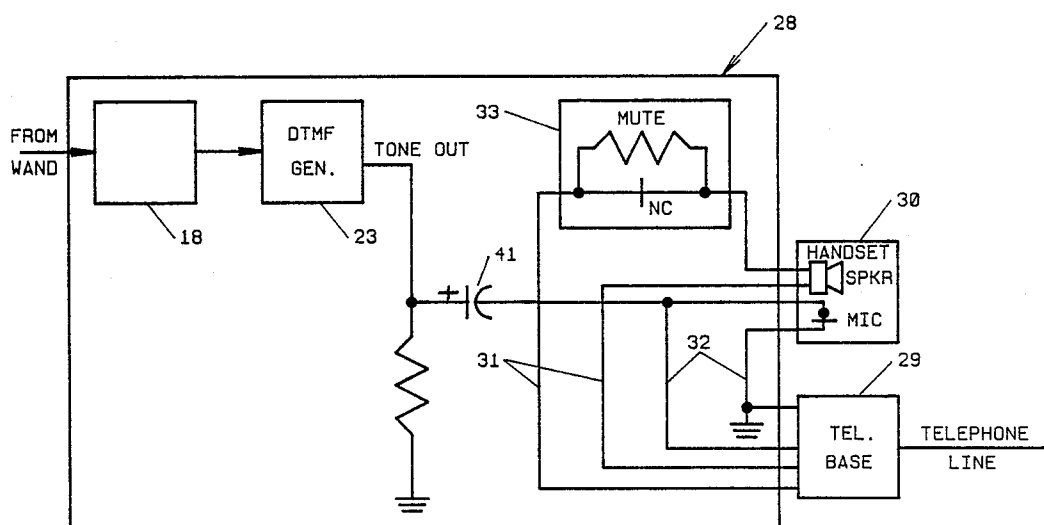 28
33
MUTE
NC
FROM
WAND
DTMF
GEN.
TONE OUT
18
23
30
HANDSET
SPKR
MIC
41
+
31
32
29
TEL.
BASE
TELEPHONE
LINE